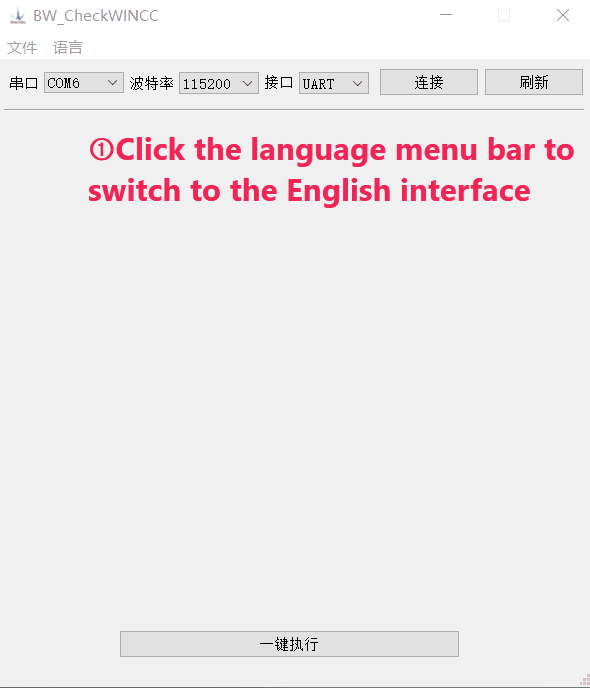 BW_CheckWINCC
文件 语言
串口 COM6 波特率 115200 接口 UART 连接 刷新
①Click the language menu bar to
switch to the English interface
一键执行